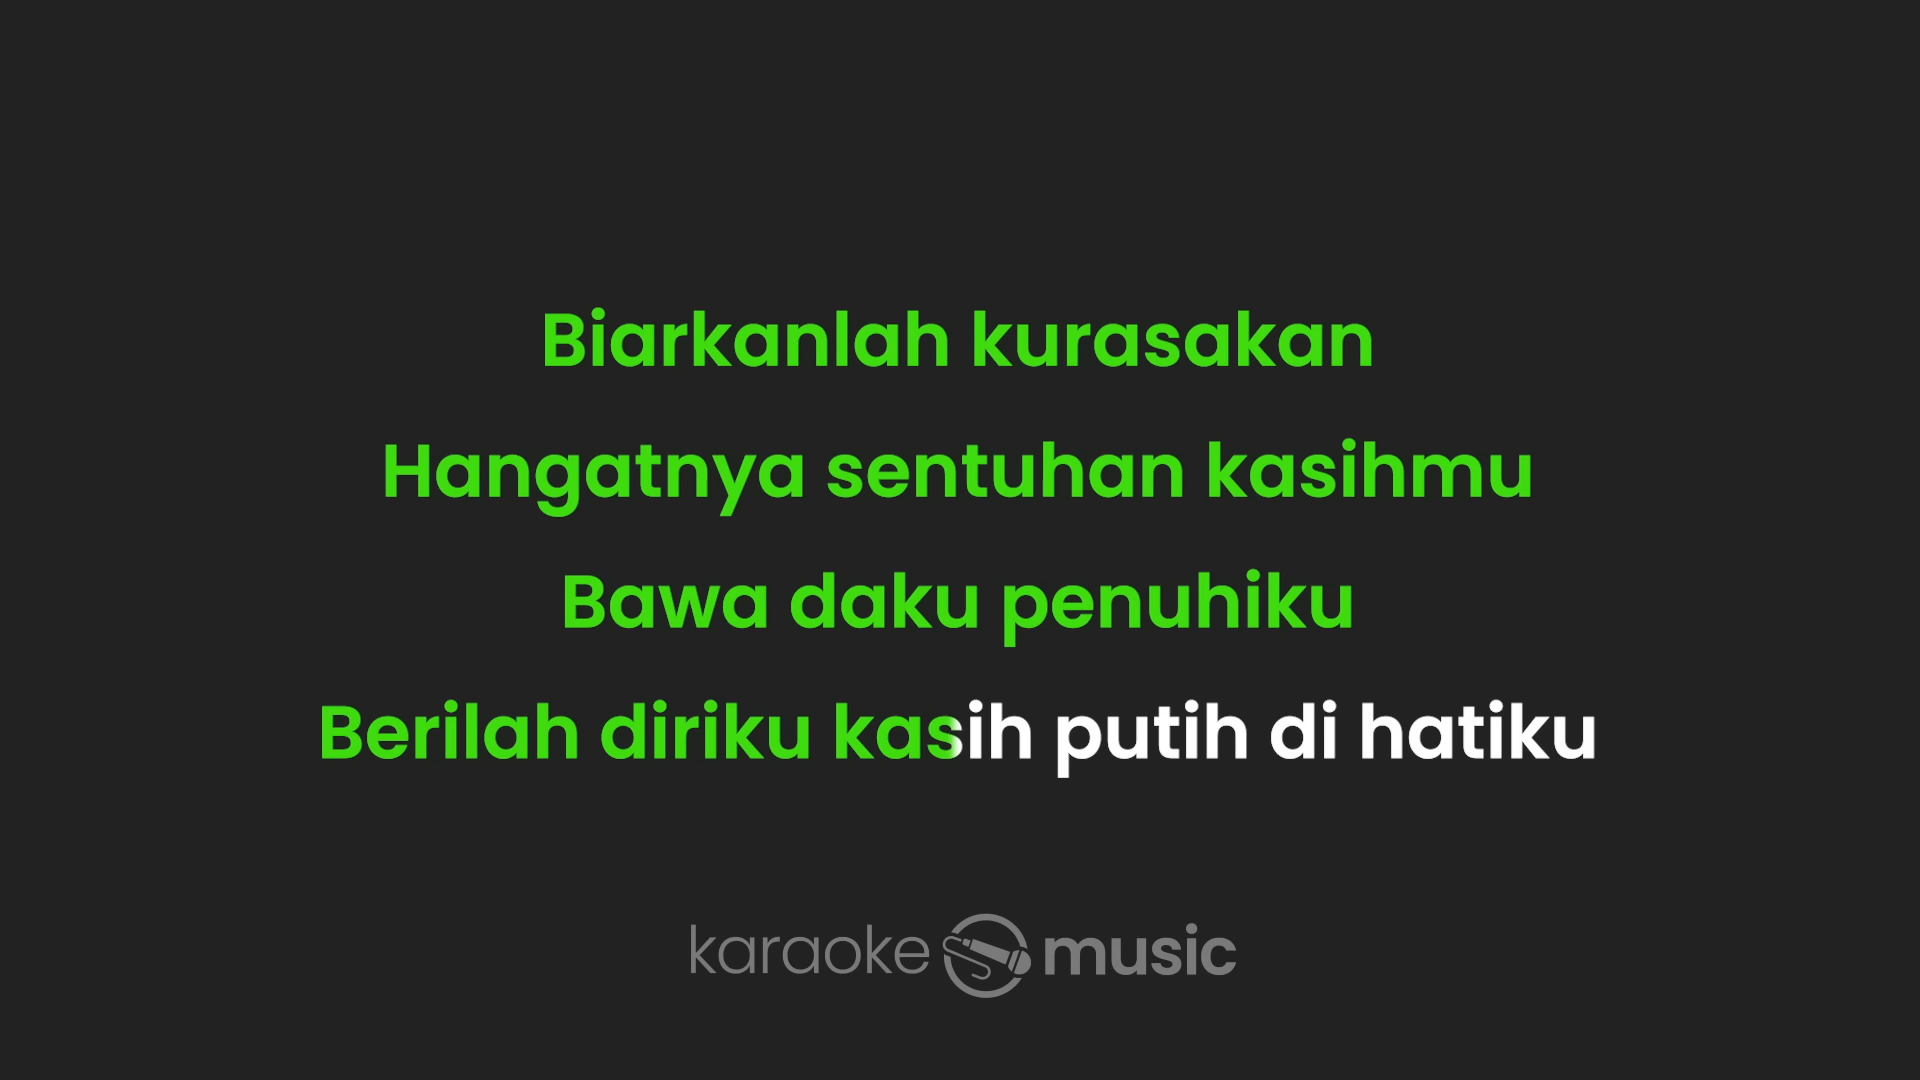 Biarkanlah kurasakan
Hangatnya sentuhan kasihmu
Bawa daku penuhiku
Berilah diriku kasih putih di hatiku
karaoke music